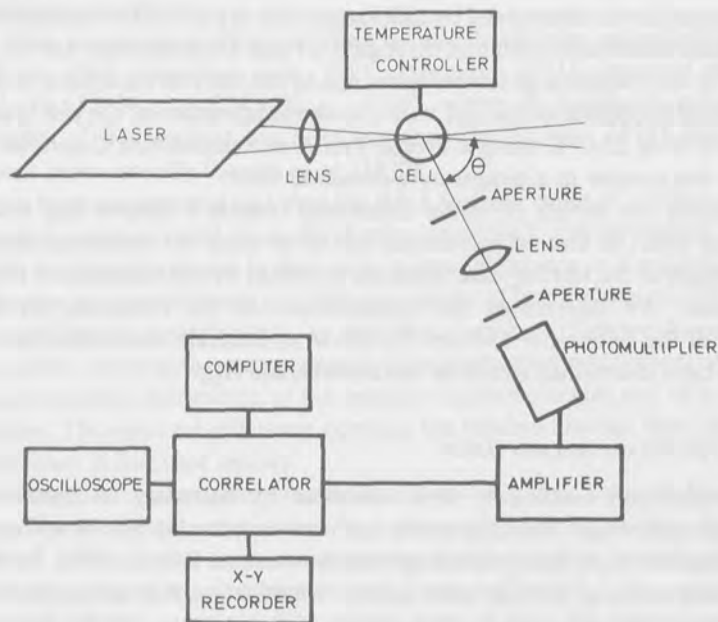 TEMPERATURE
CONTROLLER
LASER
LENS
CELL
θ
APERTURE
LENS
APERTURE
PHOTOMULTIPLIER
COMPUTER
OSCILLOSCOPE
CORRELATOR
AMPLIFIER
X-Y
RECORDER